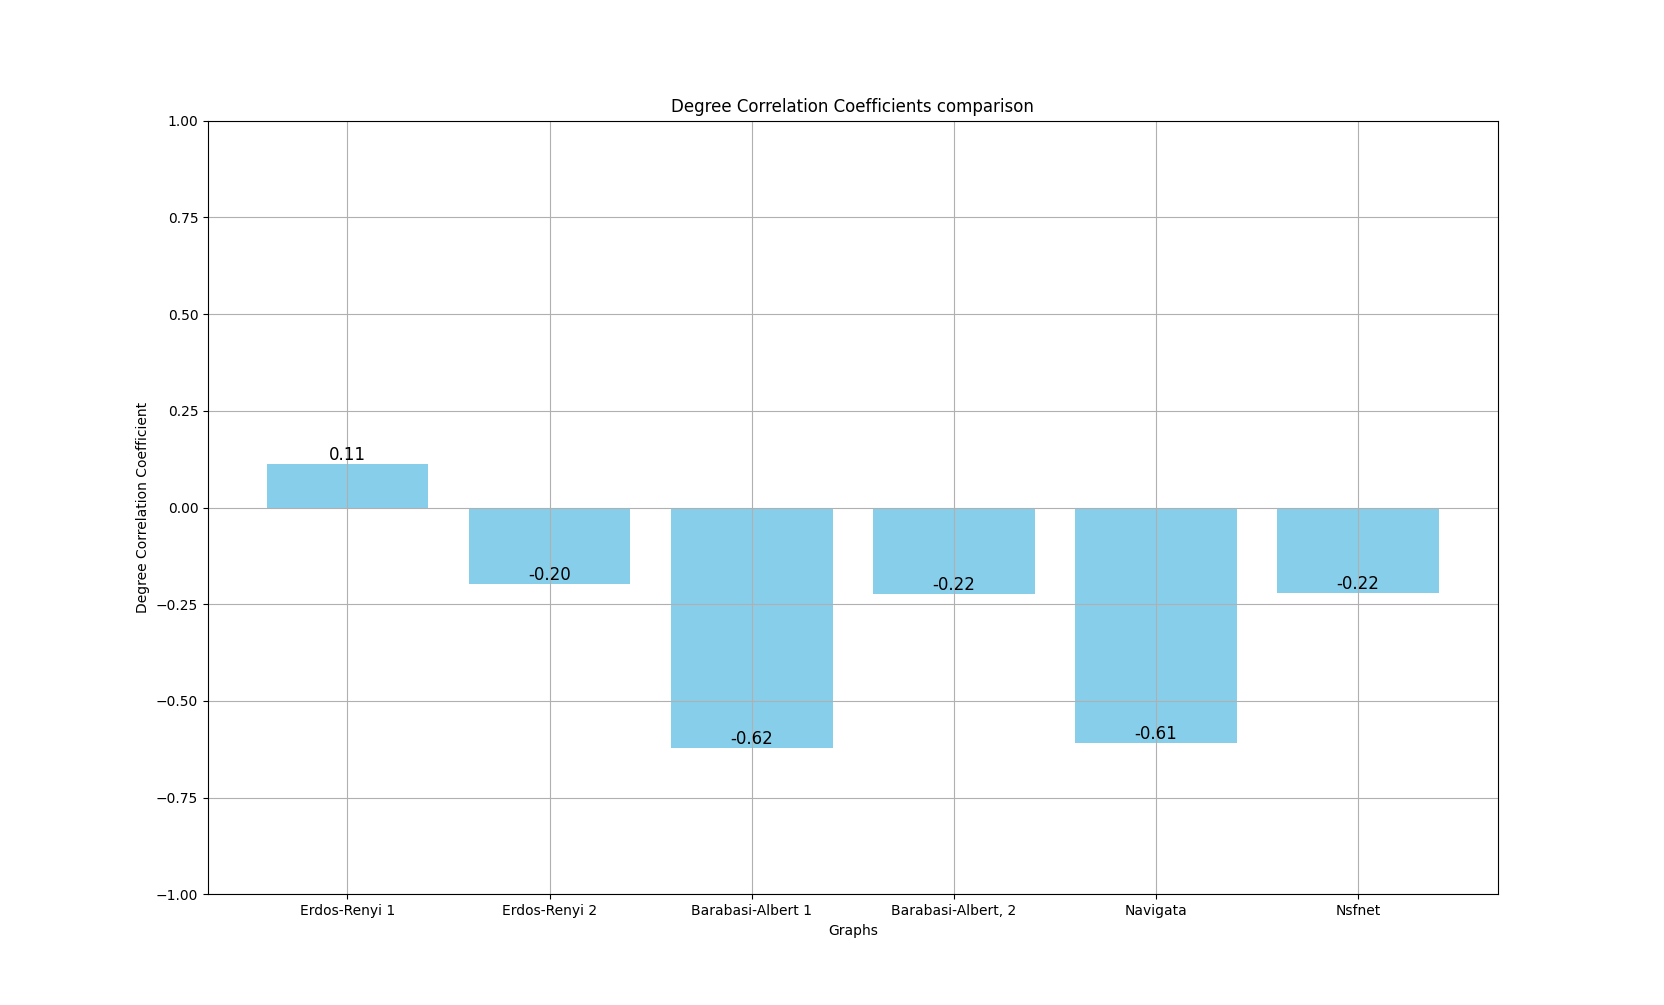 Degree Correlation Coefficients comparison
1.00
0.75
0.50
0.25
0.00
−0.25
−0.50
−0.75
−1.00
Degree Correlation Coefficient
0.11
-0.20
-0.62
-0.22
-0.61
-0.22
Erdos-Renyi 1
Erdos-Renyi 2
Barabasi-Albert 1
Barabasi-Albert, 2
Navigata
Nsfnet
Graphs